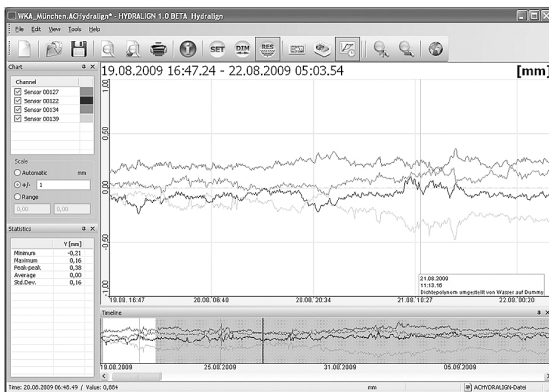 WKA_München.ACHydralign* - HYDRALIGN 1.0 BETA Hydralign
File Edit View Tools Help
SET DIM RES
Chart
Channel
Sensor 00127
Sensor 00122
Sensor 00134
Sensor 00139
Scale
Automatic mm
+/- 1
Range
0,00 0,00
Statistics
Y [mm]
Minimum -0,21
Maximum 0,16
Peak-peak 0,38
Average 0,00
Std.Dev. 0,16
19.08.2009 16:47.24 - 22.08.2009 05:03.54 [mm]
1,00
0,50
0,00
-0,50
-1,00
21.08.2009
11:13.16
Dichtepolynom umgestellt von Wasser auf Dummy
19.08. 16:47 20.08. 06:40 20.08. 20:34 21.08. 10:27 22.08. 00:20
Timeline
19.08.2009 25.08.2009 31.08.2009 05.09.2009
Time: 20.08.2009 06:46.49 / Value: 0,884 mm ACHYDRALIGN-Datei